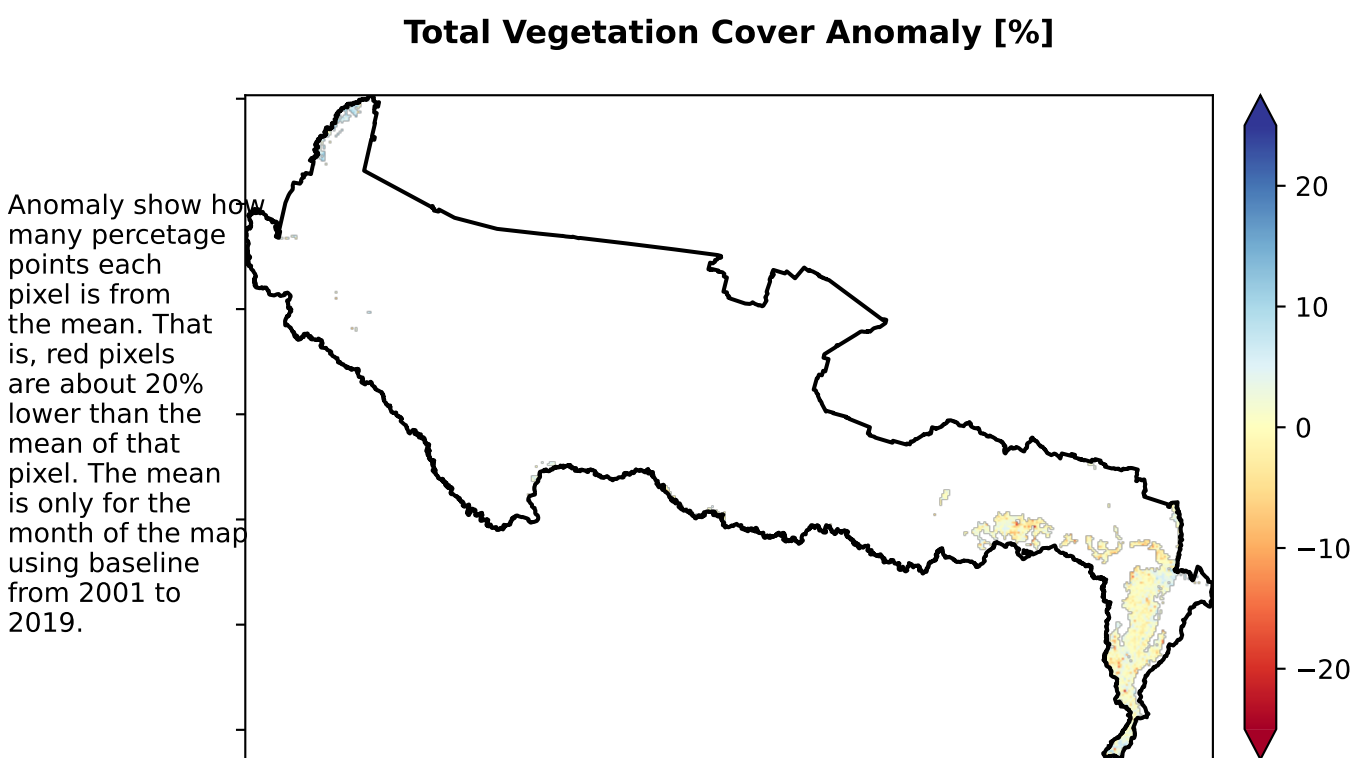 Total Vegetation Cover Anomaly [%]
Anomaly show how
many percetage
points each
pixel is from
the mean. That
is, red pixels
are about 20%
lower than the
mean of that
pixel. The mean
is only for the
month of the map
using baseline
from 2001 to
2019.
20
10
0
−10
−20